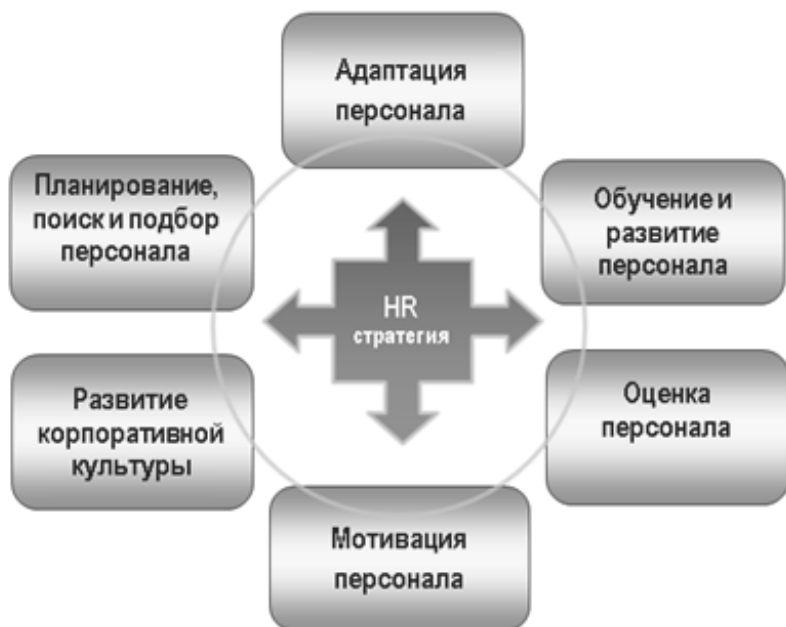 Адаптация
персонала
Планирование,
поиск и подбор
персонала
Обучение и
развитие
персонала
HR
стратегия
Развитие
корпоративной
культуры
Оценка
персонала
Мотивация
персонала